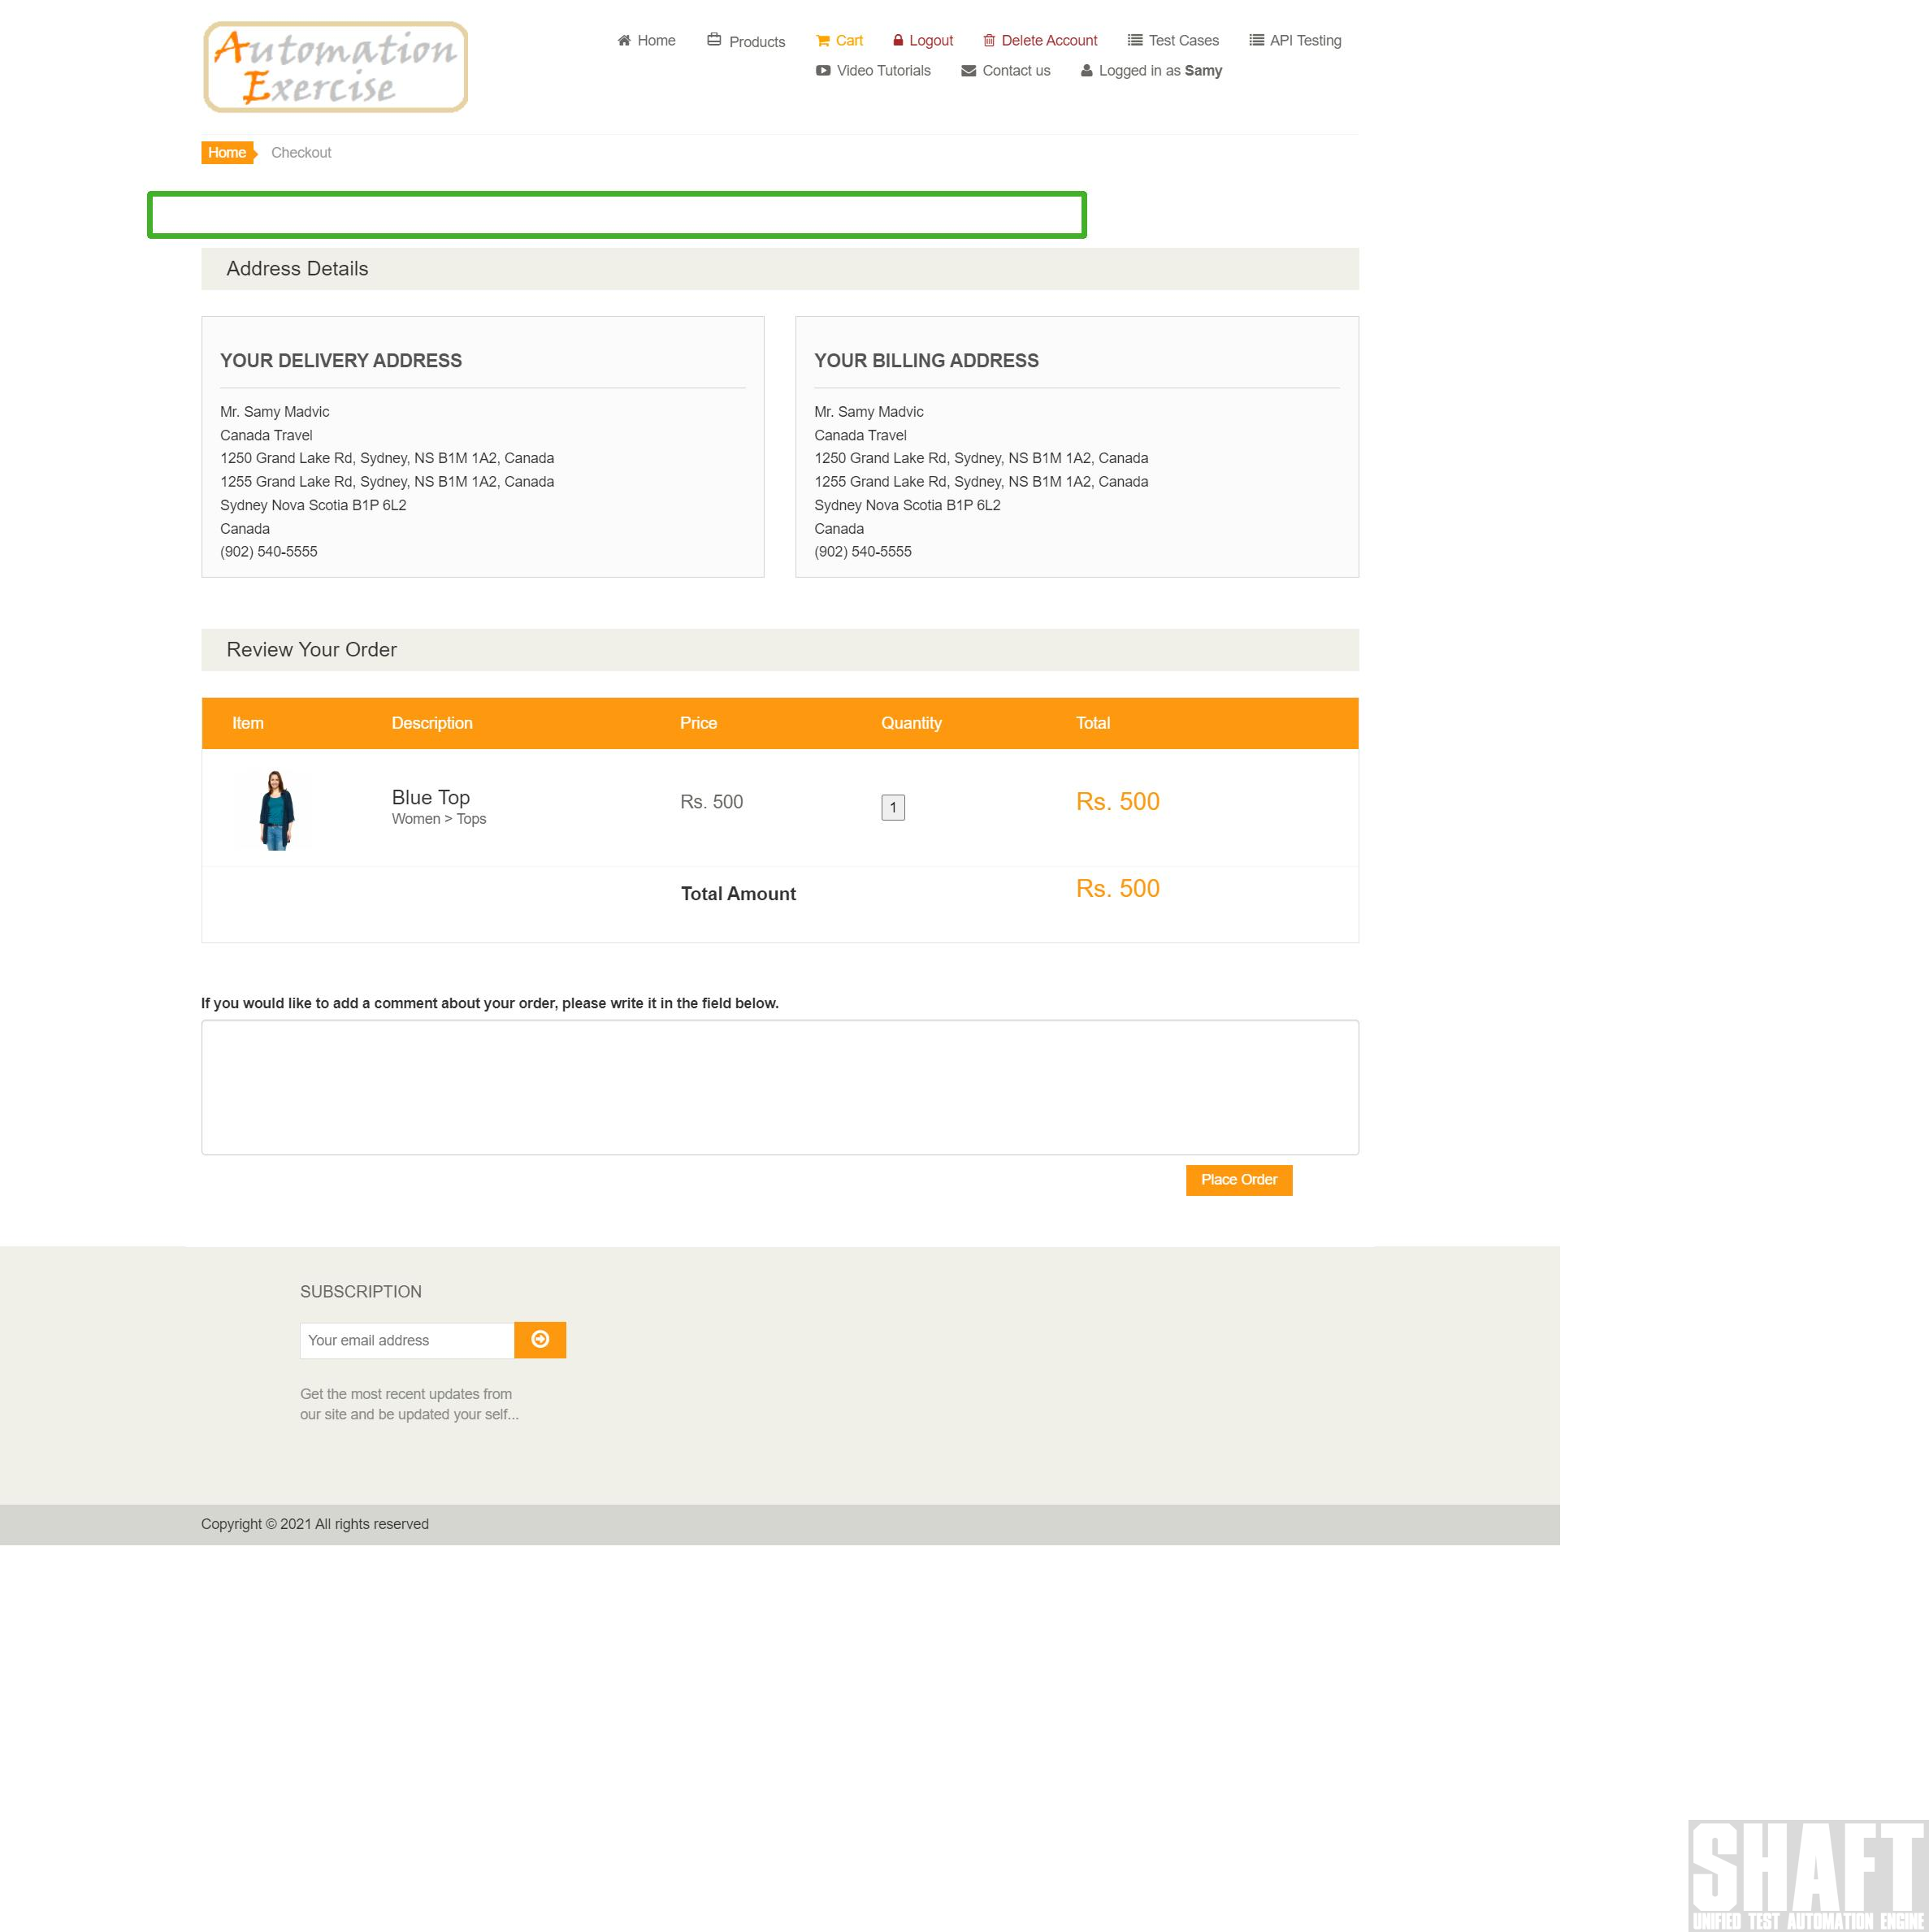 Automation
Exercise
Home Products Cart Logout Delete Account Test Cases API Testing
Video Tutorials Contact us Logged in as Samy
Home Checkout
Address Details
YOUR DELIVERY ADDRESS
Mr. Samy Madvic
Canada Travel
1250 Grand Lake Rd, Sydney, NS B1M 1A2, Canada
1255 Grand Lake Rd, Sydney, NS B1M 1A2, Canada
Sydney Nova Scotia B1P 6L2
Canada
(902) 540-5555
YOUR BILLING ADDRESS
Mr. Samy Madvic
Canada Travel
1250 Grand Lake Rd, Sydney, NS B1M 1A2, Canada
1255 Grand Lake Rd, Sydney, NS B1M 1A2, Canada
Sydney Nova Scotia B1P 6L2
Canada
(902) 540-5555
Review Your Order
Item Description Price Quantity Total
Blue Top Rs. 500 1 Rs. 500
Women > Tops
Total Amount Rs. 500
If you would like to add a comment about your order, please write it in the field below.
Place Order
SUBSCRIPTION
Your email address
Get the most recent updates from
our site and be updated your self...
Copyright © 2021 All rights reserved
SHAFT
UNIFIED TEST AUTOMATION ENGINE